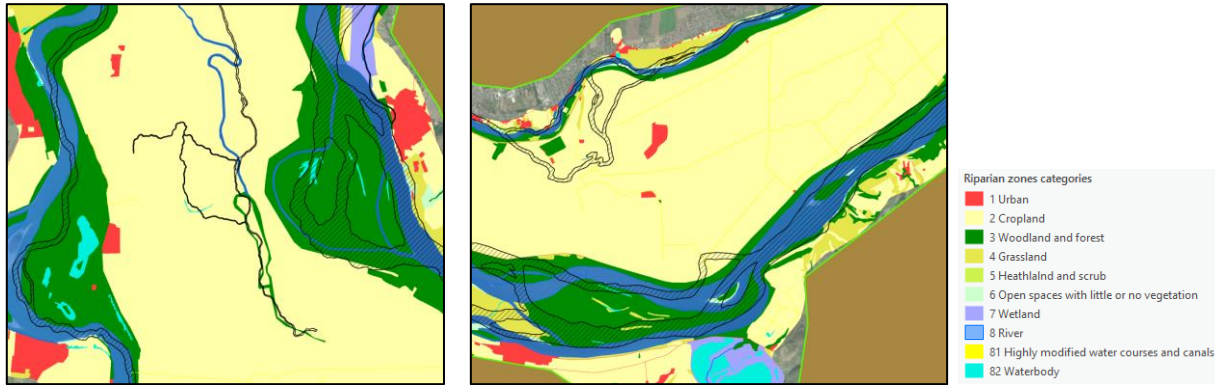 Riparian zones categories
1 Urban
2 Cropland
3 Woodland and forest
4 Grassland
5 Heathlalnd and scrub
6 Open spaces with little or no vegetation
7 Wetland
8 River
81 Highly modified water courses and canals
82 Waterbody